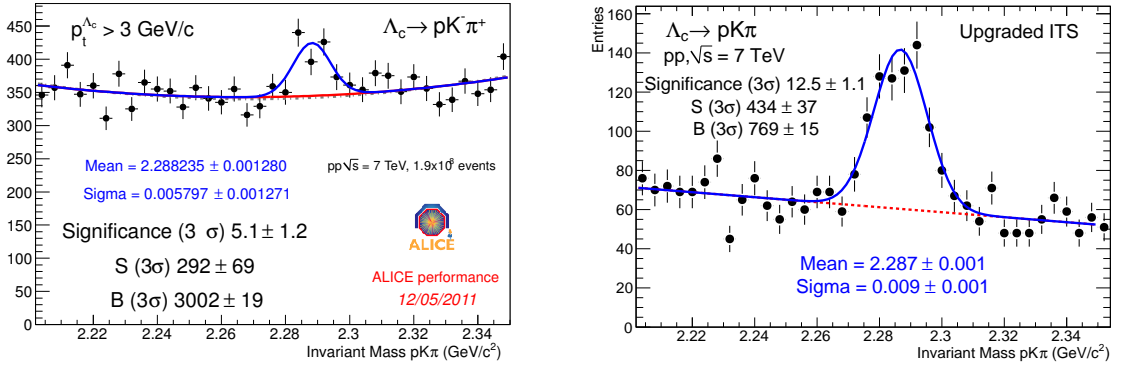 p_t^Λc > 3 GeV/c
Λc → pK⁻π⁺
450
400
350
300
250
200
150
100
50
0
Mean = 2.288235 ± 0.001280
Sigma = 0.005797 ± 0.001271
pp√s = 7 TeV, 1.9x10⁸ events
Significance (3 σ) 5.1 ± 1.2
S (3σ) 292 ± 69
B (3σ) 3002 ± 19
ALICE
ALICE performance
12/05/2011
2.22 2.24 2.26 2.28 2.3 2.32 2.34
Invariant Mass pKπ (GeV/c²)
Entries
160
140
120
100
80
60
40
20
0
Λc → pKπ
Upgraded ITS
pp,√s = 7 TeV
Significance (3σ) 12.5 ± 1.1
S (3σ) 434 ± 37
B (3σ) 769 ± 15
Mean = 2.287 ± 0.001
Sigma = 0.009 ± 0.001
2.22 2.24 2.26 2.28 2.3 2.32 2.34
Invariant Mass pKπ (GeV/c²)